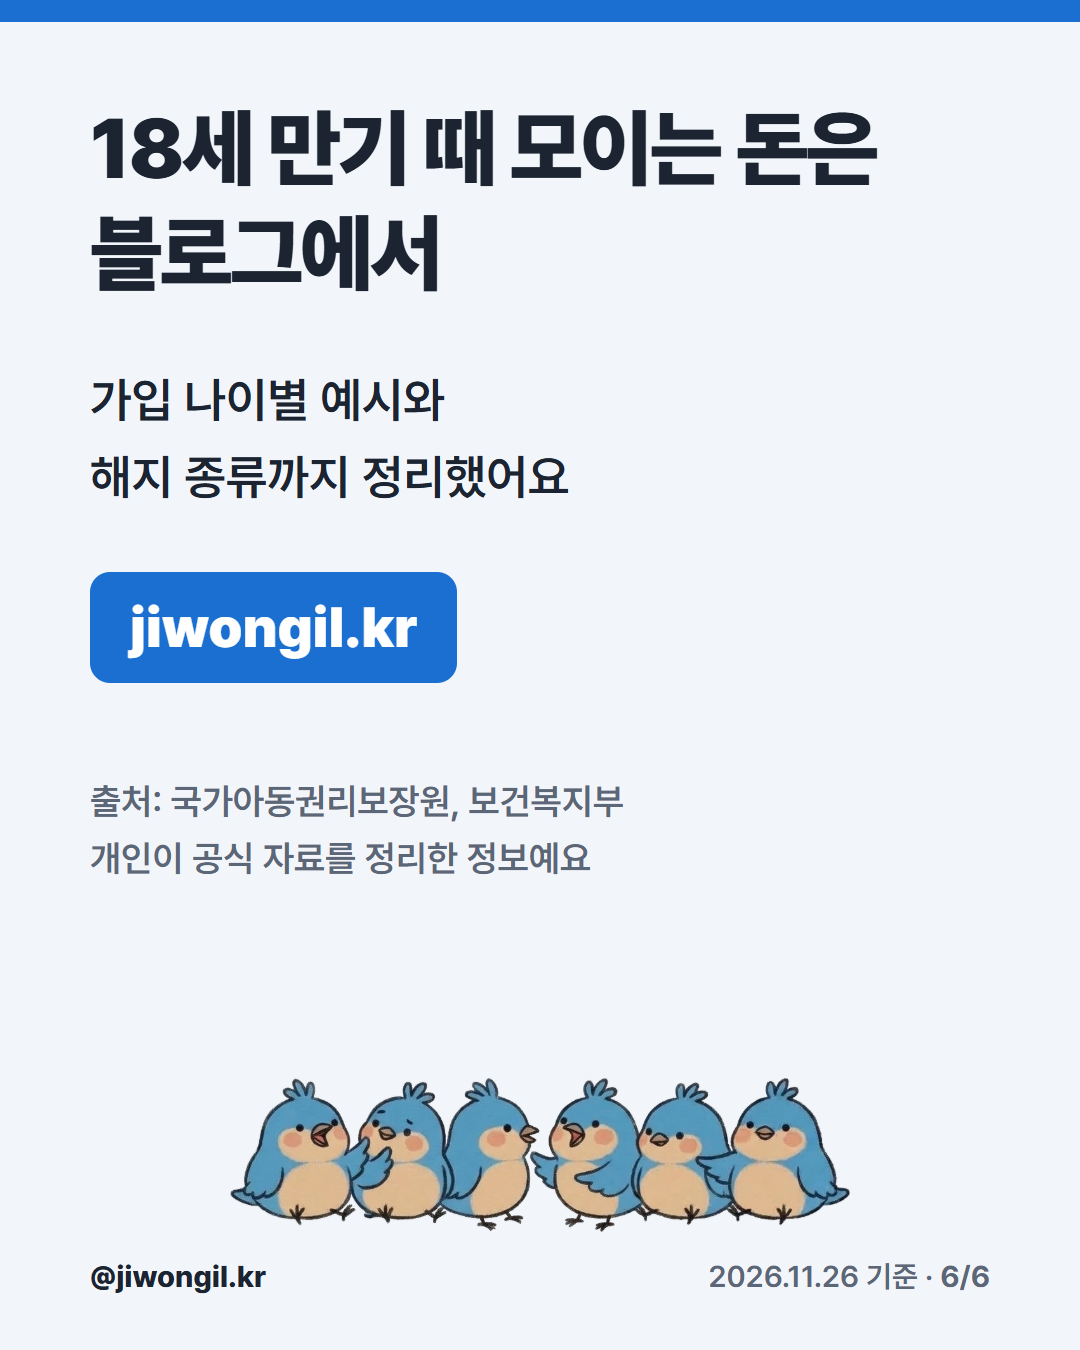 18세 만기 때 모이는 돈은
블로그에서
가입 나이별 예시와
해지 종류까지 정리했어요
jiwongil.kr
출처: 국가아동권리보장원, 보건복지부
개인이 공식 자료를 정리한 정보예요
@jiwongil.kr
2026.11.26 기준 · 6/6